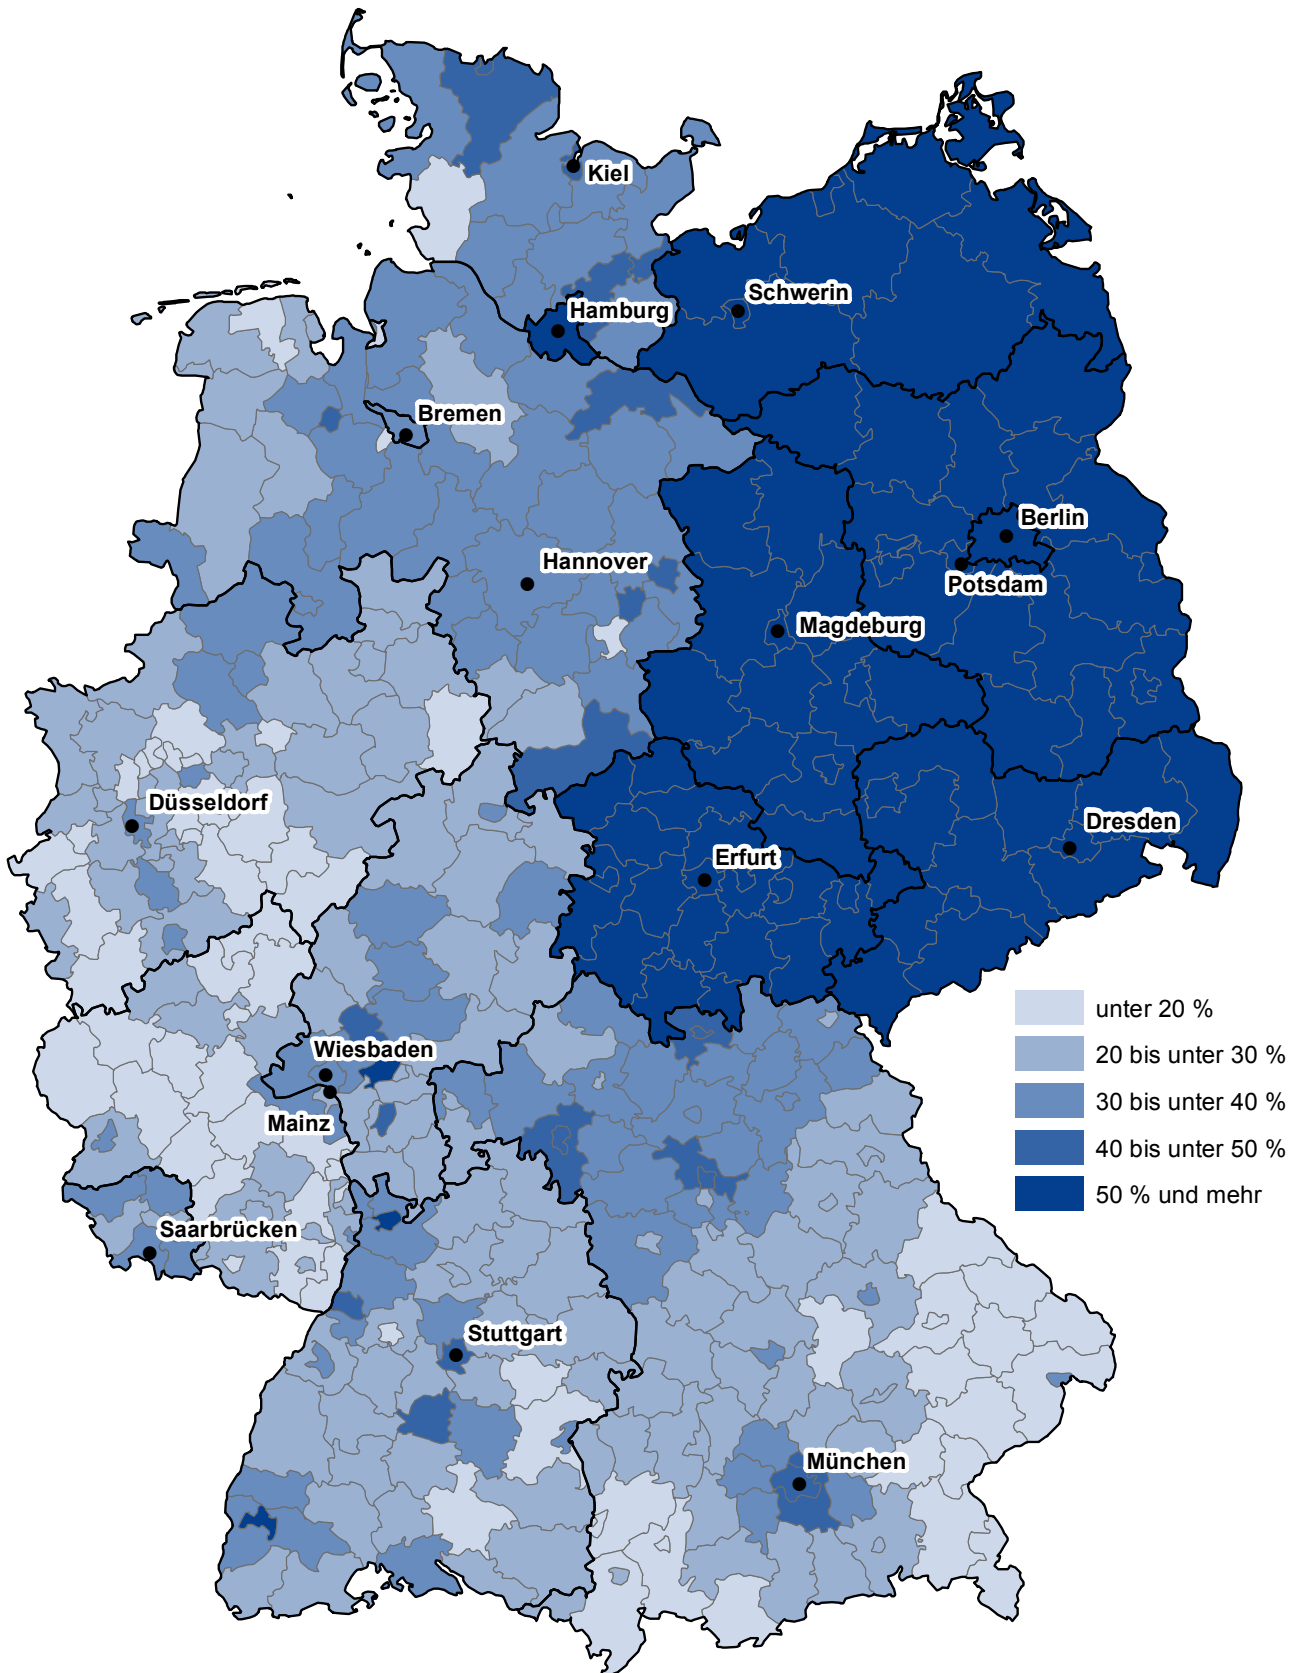 Kiel
Schwerin
Hamburg
Bremen
Berlin
Hannover
Potsdam
Magdeburg
Düsseldorf
Dresden
Erfurt
unter 20 %
20 bis unter 30 %
Wiesbaden
30 bis unter 40 %
Mainz
40 bis unter 50 %
50 % und mehr
Saarbrücken
Stuttgart
München